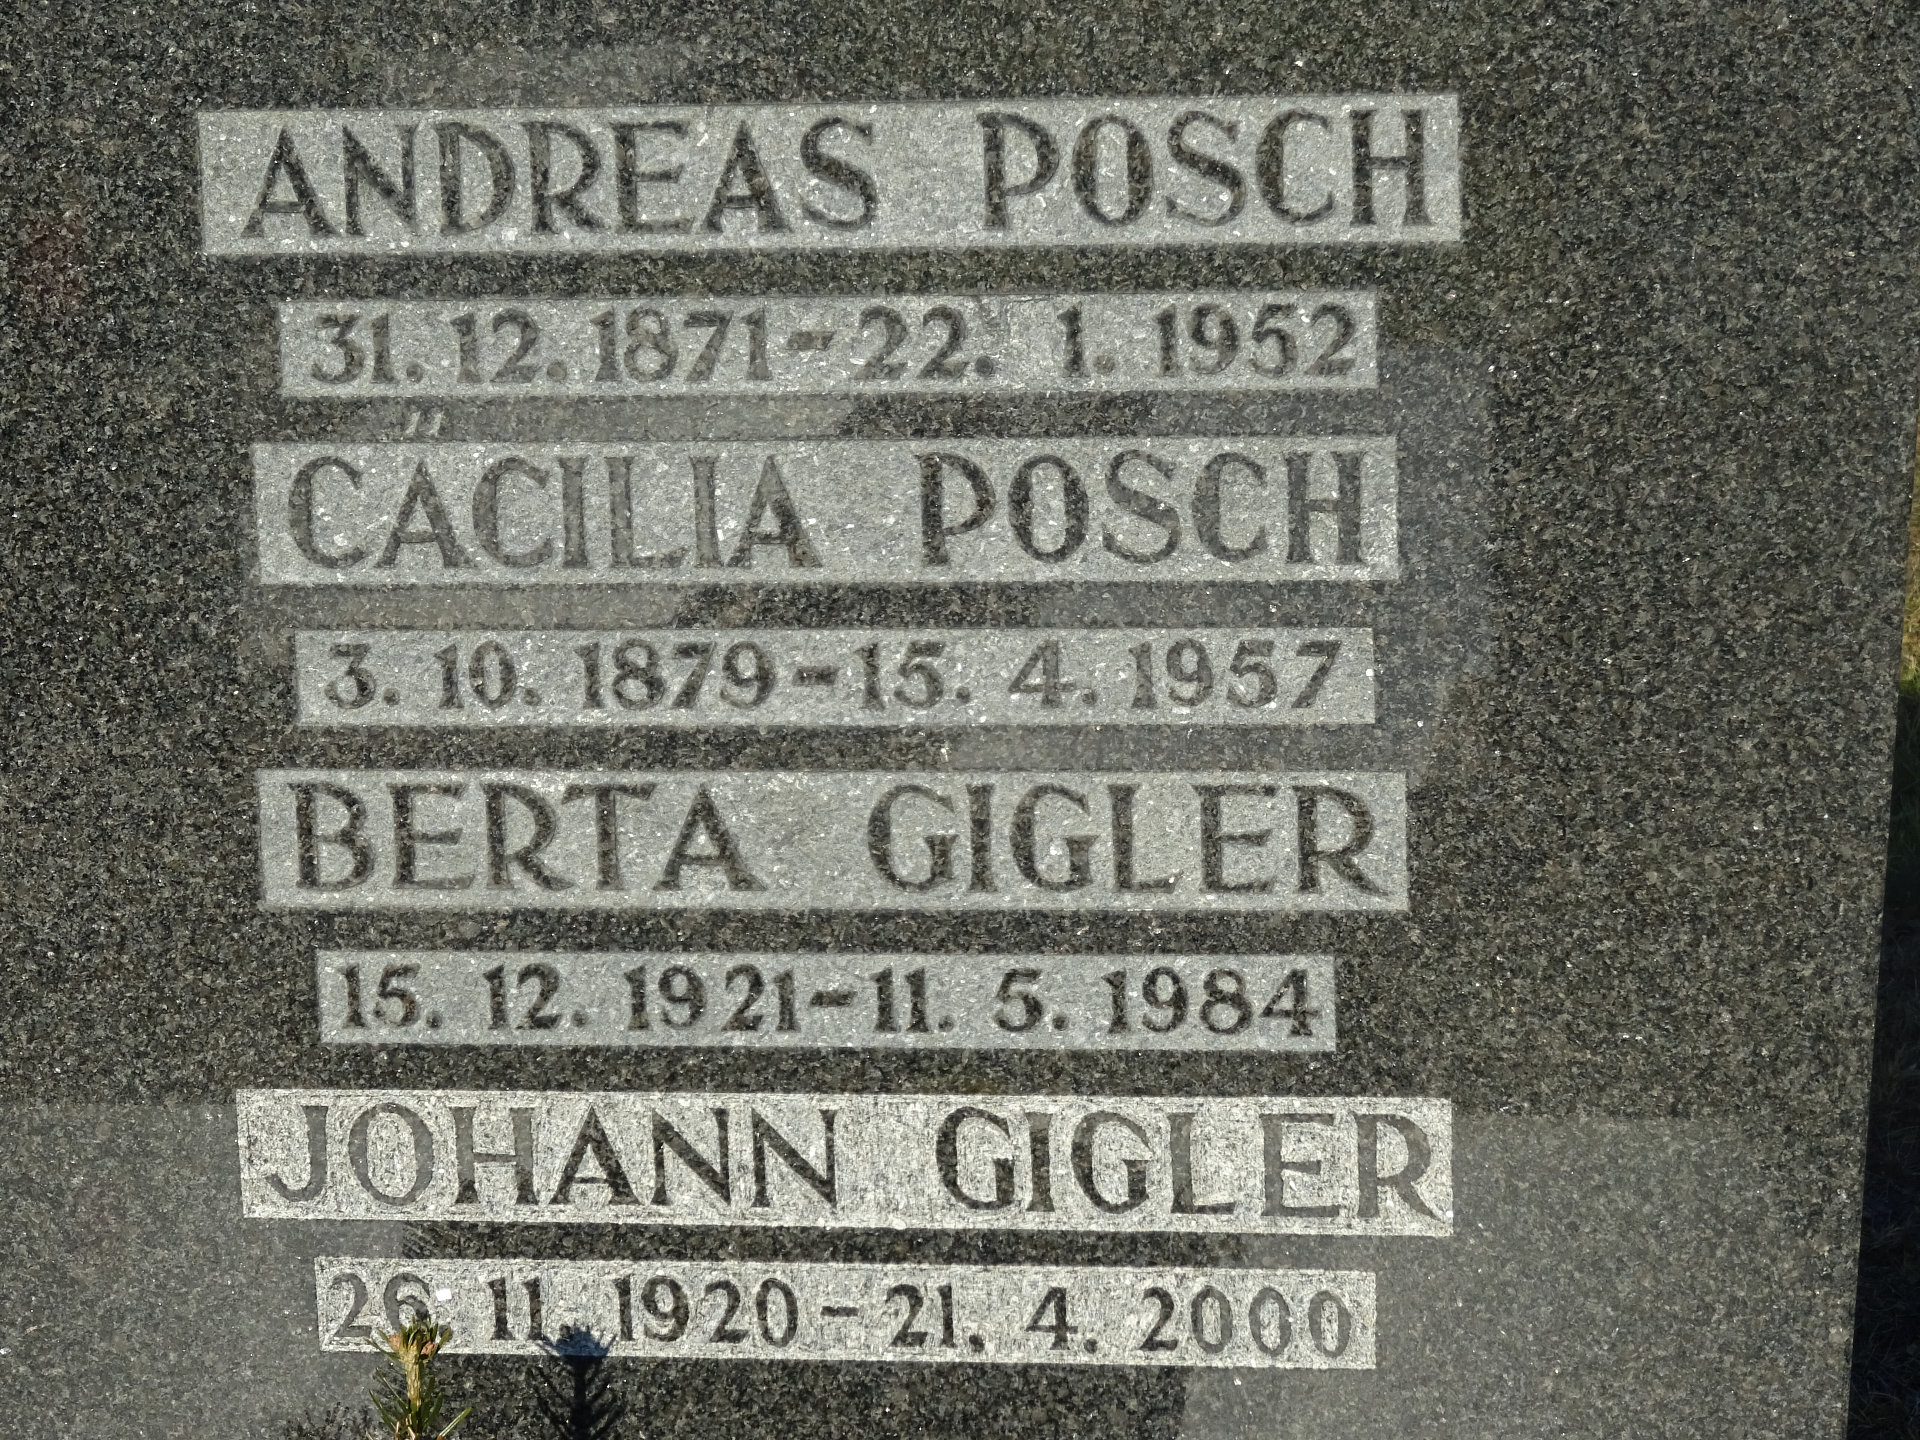 ANDREAS POSCH
31. 12. 1871 - 22. 1. 1952
CÄCILIA POSCH
3. 10. 1879 - 15. 4. 1957
BERTA GIGLER
15. 12. 1921 - 11. 5. 1984
JOHANN GIGLER
26. 11. 1920 - 21. 4. 2000